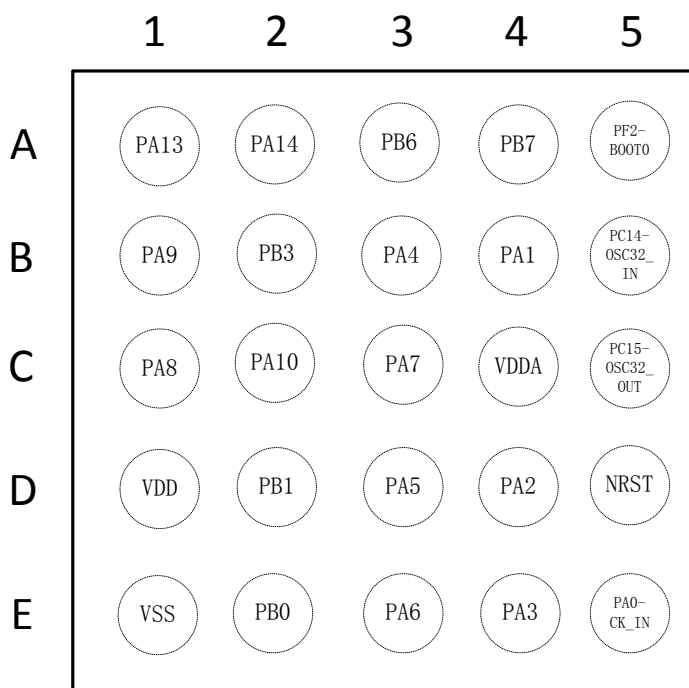 1 2 3 4 5
A PA13 PA14 PB6 PB7 PF2-
BOOT0
B PA9 PB3 PA4 PA1 PC14-
OSC32_
IN
C PA8 PA10 PA7 VDDA PC15-
OSC32_
OUT
D VDD PB1 PA5 PA2 NRST
E VSS PB0 PA6 PA3 PA0-
CK_IN